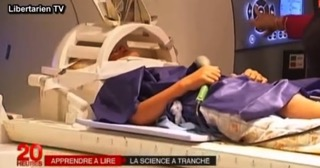 Libertarien TV
20 HEURES
APPRENDRE A LIRE LA SCIENCE A TRANCHÉ